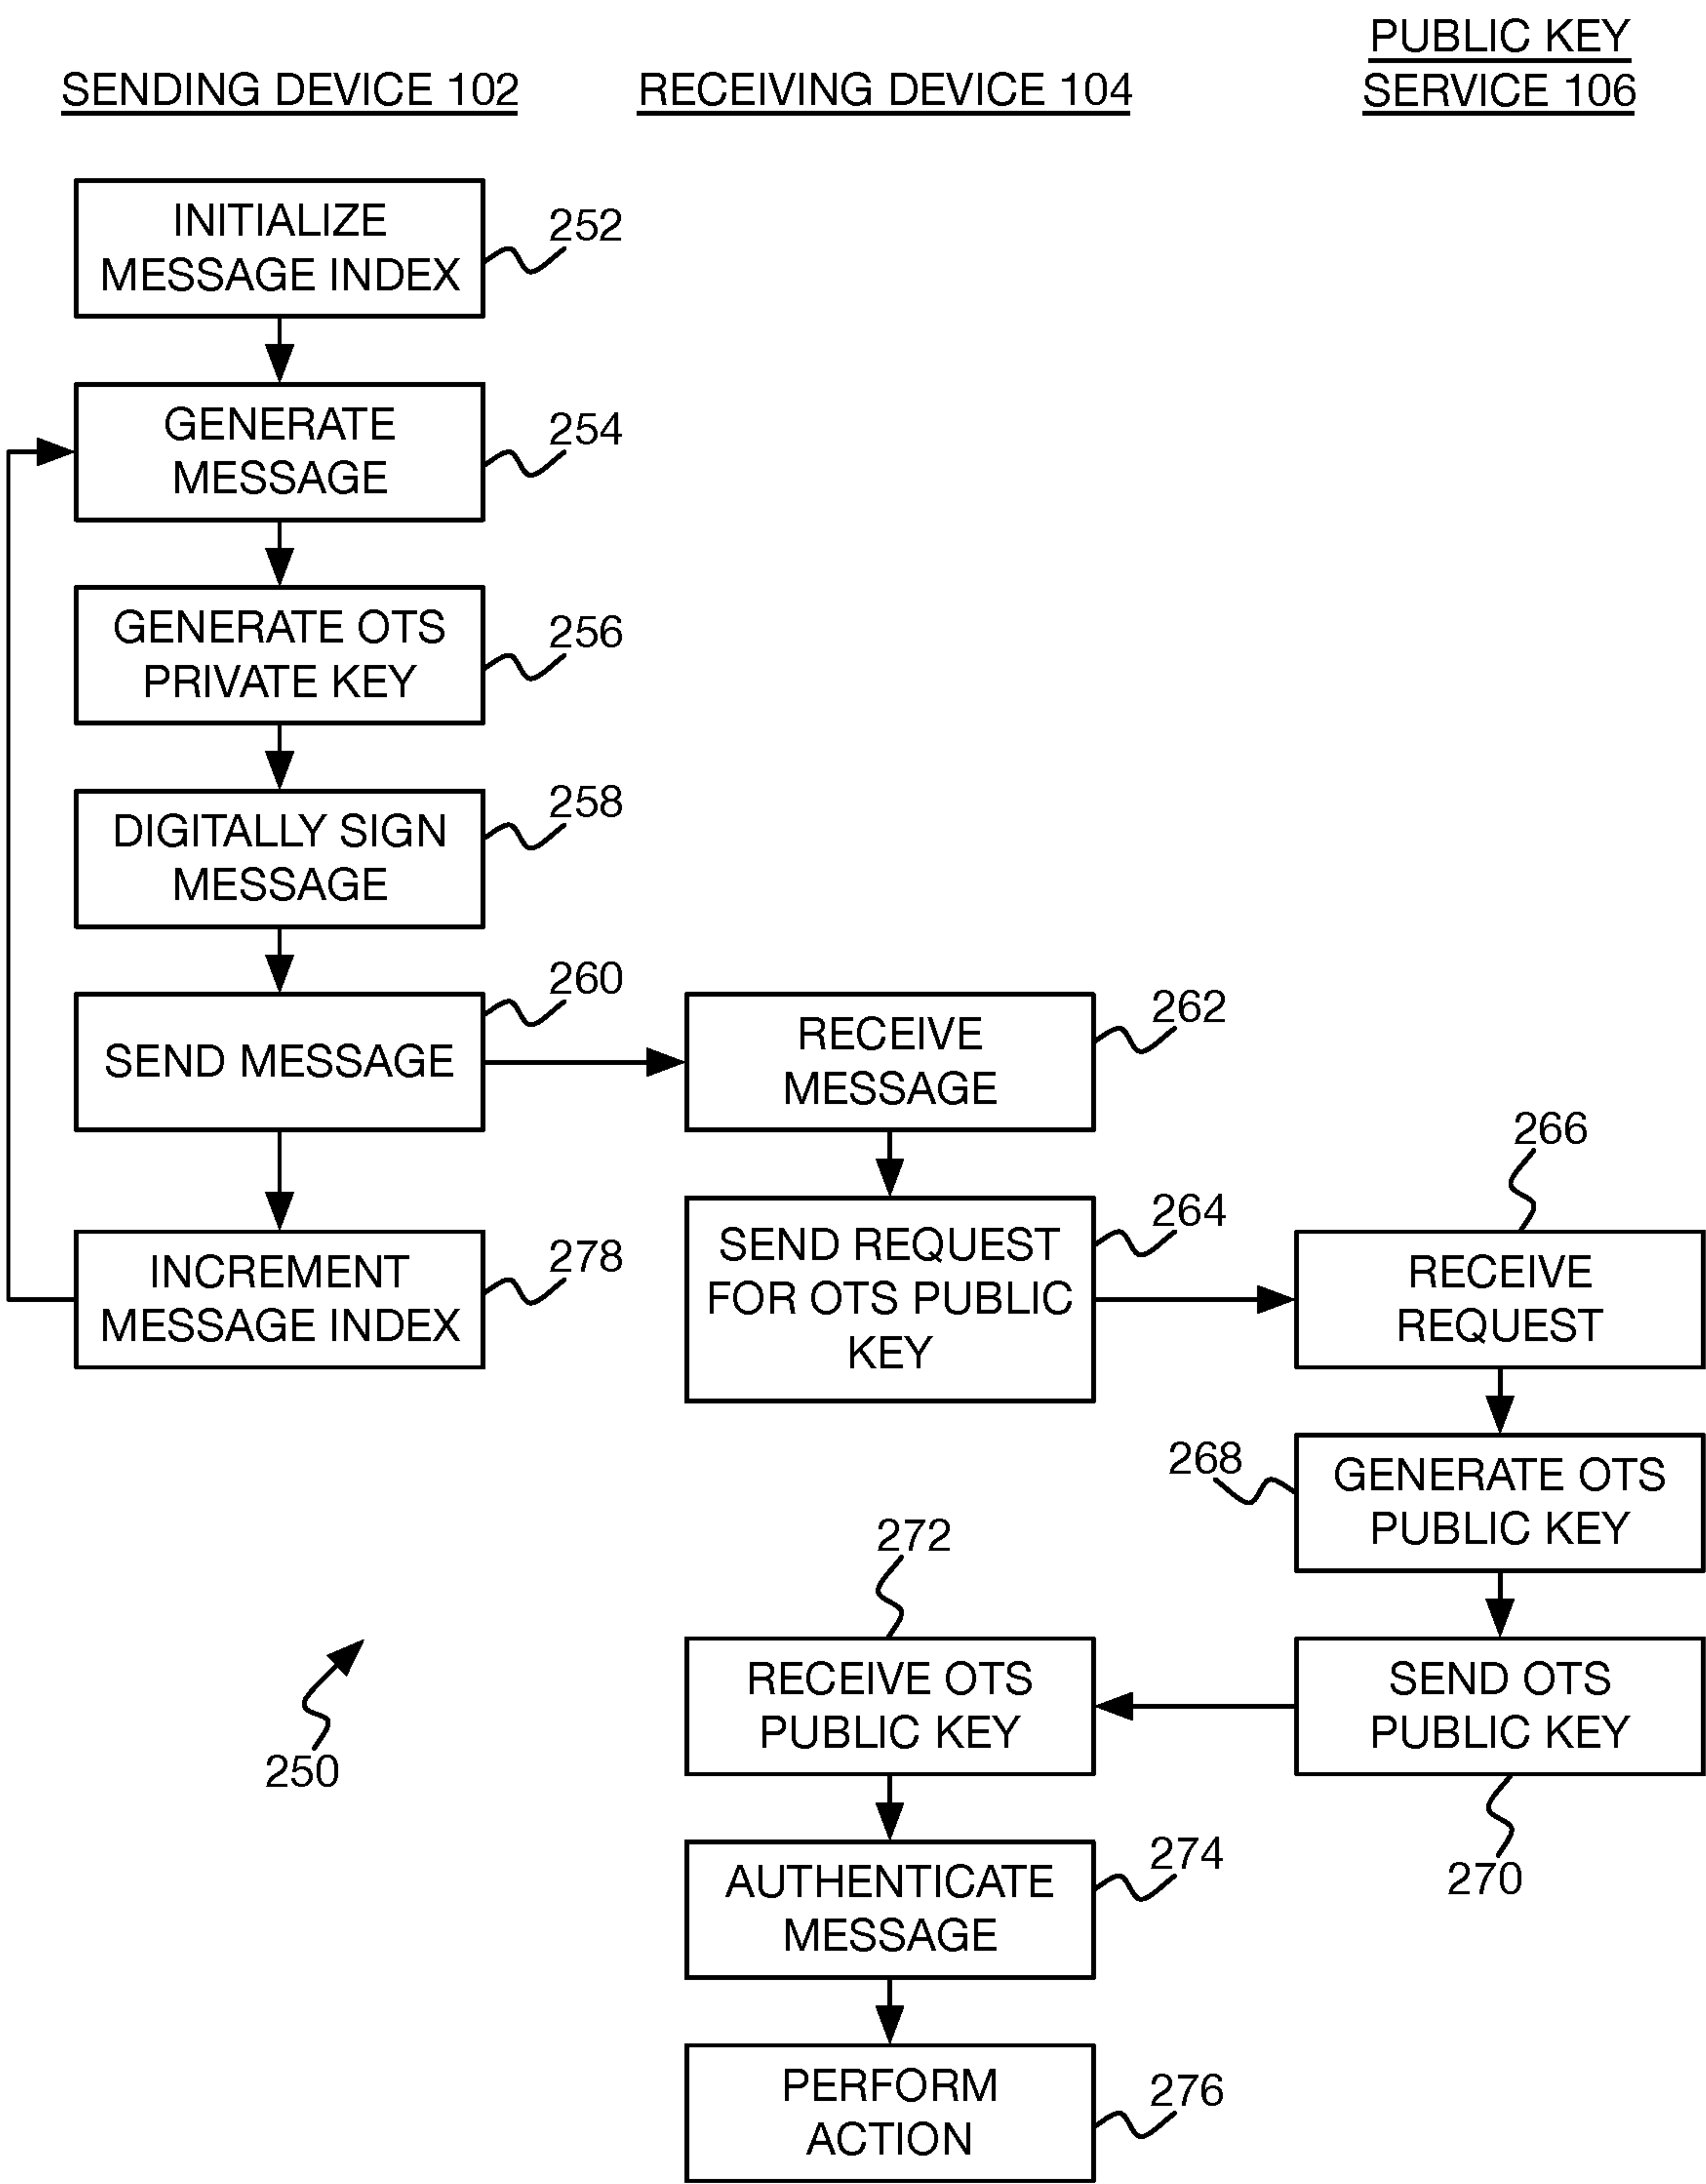 SENDING DEVICE 102
RECEIVING DEVICE 104
PUBLIC KEY
SERVICE 106
INITIALIZE
MESSAGE INDEX
252
GENERATE
MESSAGE
254
GENERATE OTS
PRIVATE KEY
256
DIGITALLY SIGN
MESSAGE
258
SEND MESSAGE
260
RECEIVE
MESSAGE
262
INCREMENT
MESSAGE INDEX
278
SEND REQUEST
FOR OTS PUBLIC
KEY
264
266
RECEIVE
REQUEST
268
GENERATE OTS
PUBLIC KEY
272
RECEIVE OTS
PUBLIC KEY
SEND OTS
PUBLIC KEY
270
250
AUTHENTICATE
MESSAGE
274
PERFORM
ACTION
276